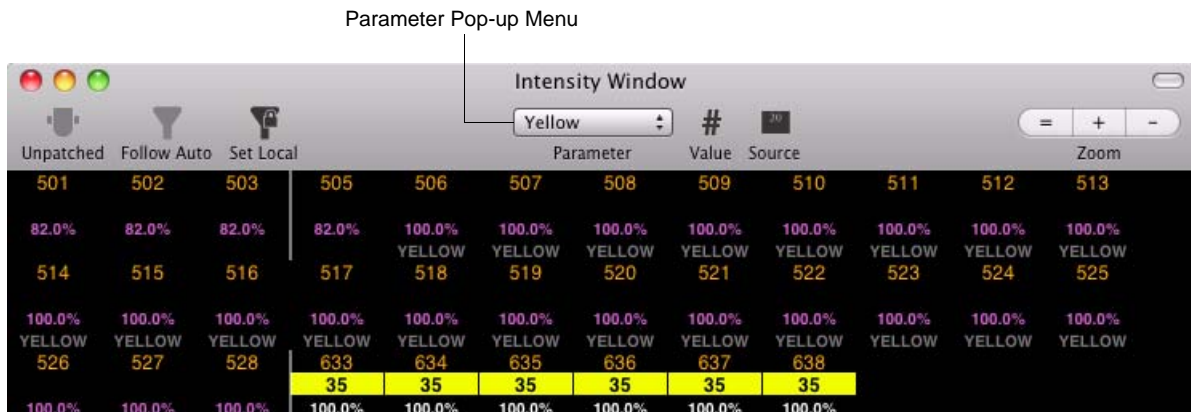 Parameter Pop-up Menu
Intensity Window
Yellow
20
Unpatched Follow Auto Set Local Parameter Value Source = + - Zoom
501 502 503 505 506 507 508 509 510 511 512 513
82.0% 82.0% 82.0% 82.0% 100.0% 100.0% 100.0% 100.0% 100.0% 100.0% 100.0% 100.0%
YELLOW YELLOW YELLOW YELLOW YELLOW YELLOW YELLOW YELLOW
514 515 516 517 518 519 520 521 522 523 524 525
100.0% 100.0% 100.0% 100.0% 100.0% 100.0% 100.0% 100.0% 100.0% 100.0% 100.0% 100.0%
YELLOW YELLOW YELLOW YELLOW YELLOW YELLOW YELLOW YELLOW YELLOW YELLOW YELLOW YELLOW
526 527 528 633 634 635 636 637 638
35 35 35 35 35 35
100.0% 100.0% 100.0% 100.0% 100.0% 100.0% 100.0% 100.0% 100.0%